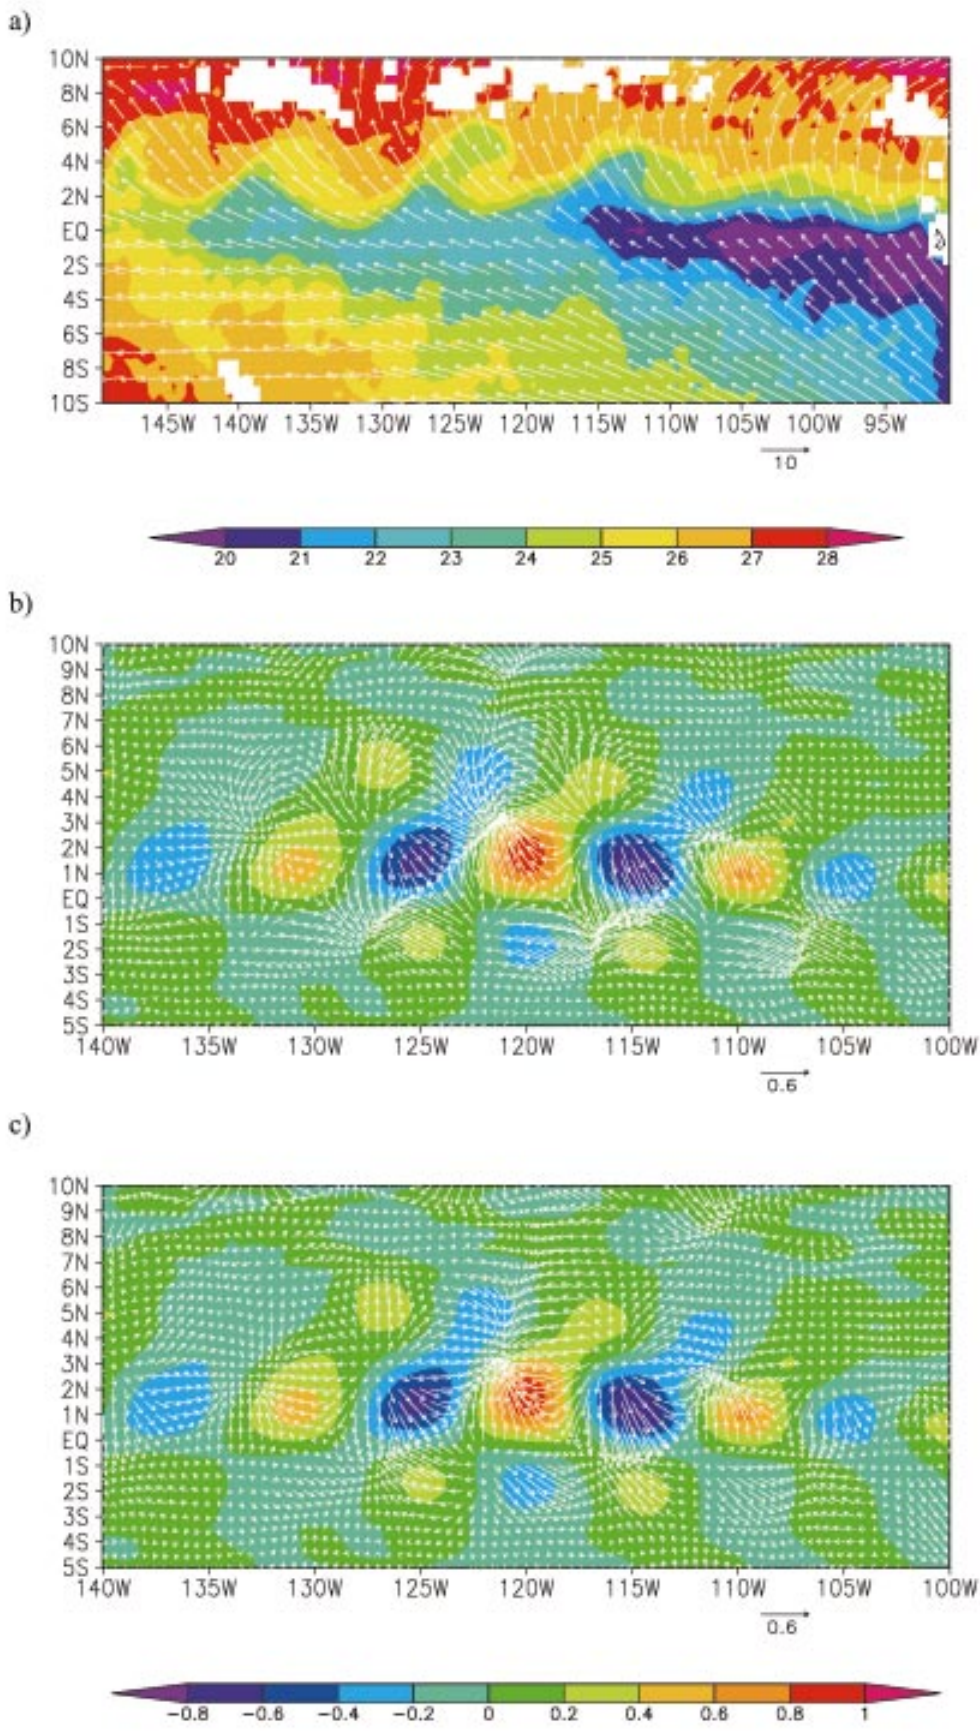 a)
10N
8N
6N
4N
2N
EQ
2S
4S
6S
8S
10S
145W 140W 135W 130W 125W 120W 115W 110W 105W 100W 95W
10
20 21 22 23 24 25 26 27 28
b)
10N
9N
8N
7N
6N
5N
4N
3N
2N
1N
EQ
1S
2S
3S
4S
5S
140W 135W 130W 125W 120W 115W 110W 105W 100W
0.6
c)
10N
9N
8N
7N
6N
5N
4N
3N
2N
1N
EQ
1S
2S
3S
4S
5S
140W 135W 130W 125W 120W 115W 110W 105W 100W
0.6
-0.8 -0.6 -0.4 -0.2 0 0.2 0.4 0.6 0.8 1